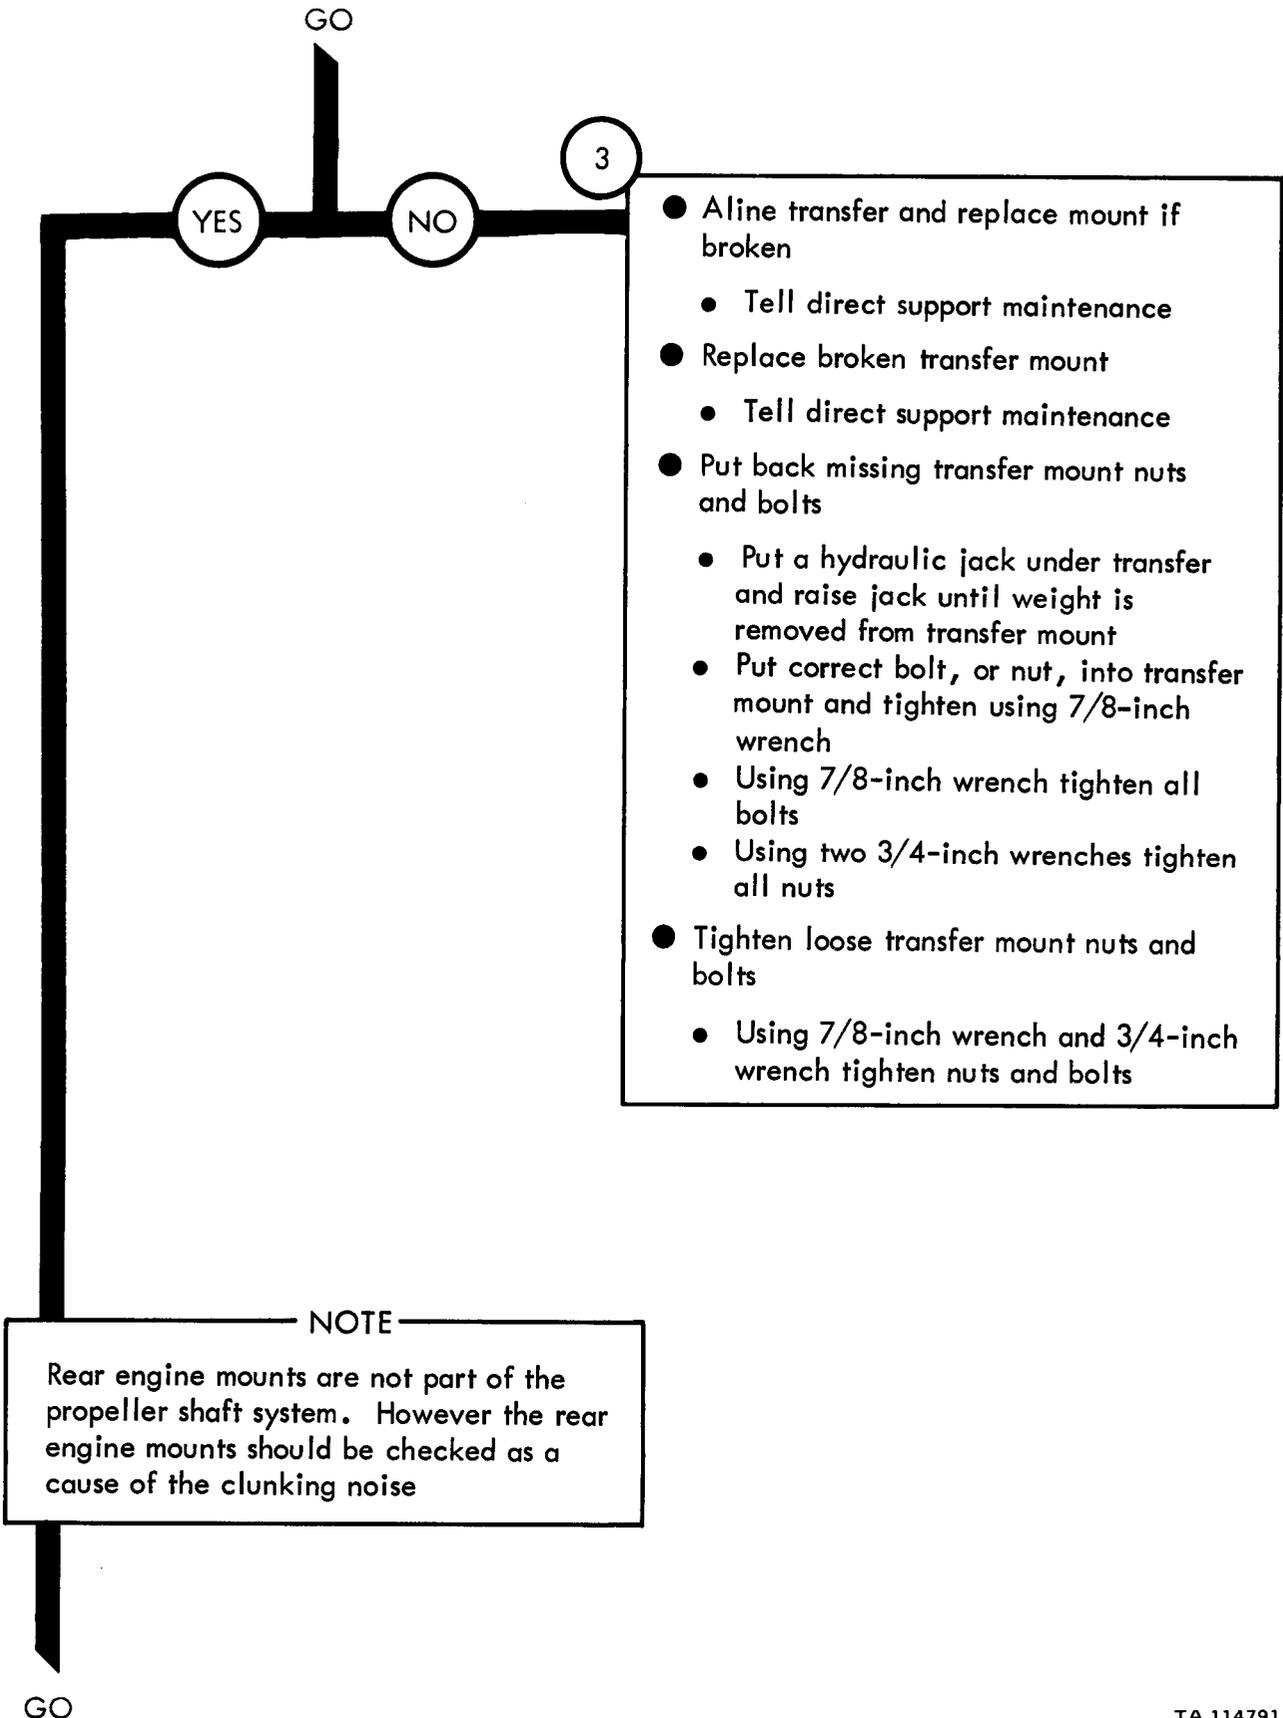 GO
3
YES
NO
● Aline transfer and replace mount if
broken
• Tell direct support maintenance
● Replace broken transfer mount
• Tell direct support maintenance
● Put back missing transfer mount nuts
and bolts
• Put a hydraulic jack under transfer
and raise jack until weight is
removed from transfer mount
• Put correct bolt, or nut, into transfer
mount and tighten using 7/8-inch
wrench
• Using 7/8-inch wrench tighten all
bolts
• Using two 3/4-inch wrenches tighten
all nuts
● Tighten loose transfer mount nuts and
bolts
• Using 7/8-inch wrench and 3/4-inch
wrench tighten nuts and bolts
NOTE
Rear engine mounts are not part of the
propeller shaft system. However the rear
engine mounts should be checked as a
cause of the clunking noise
GO
TA 114791